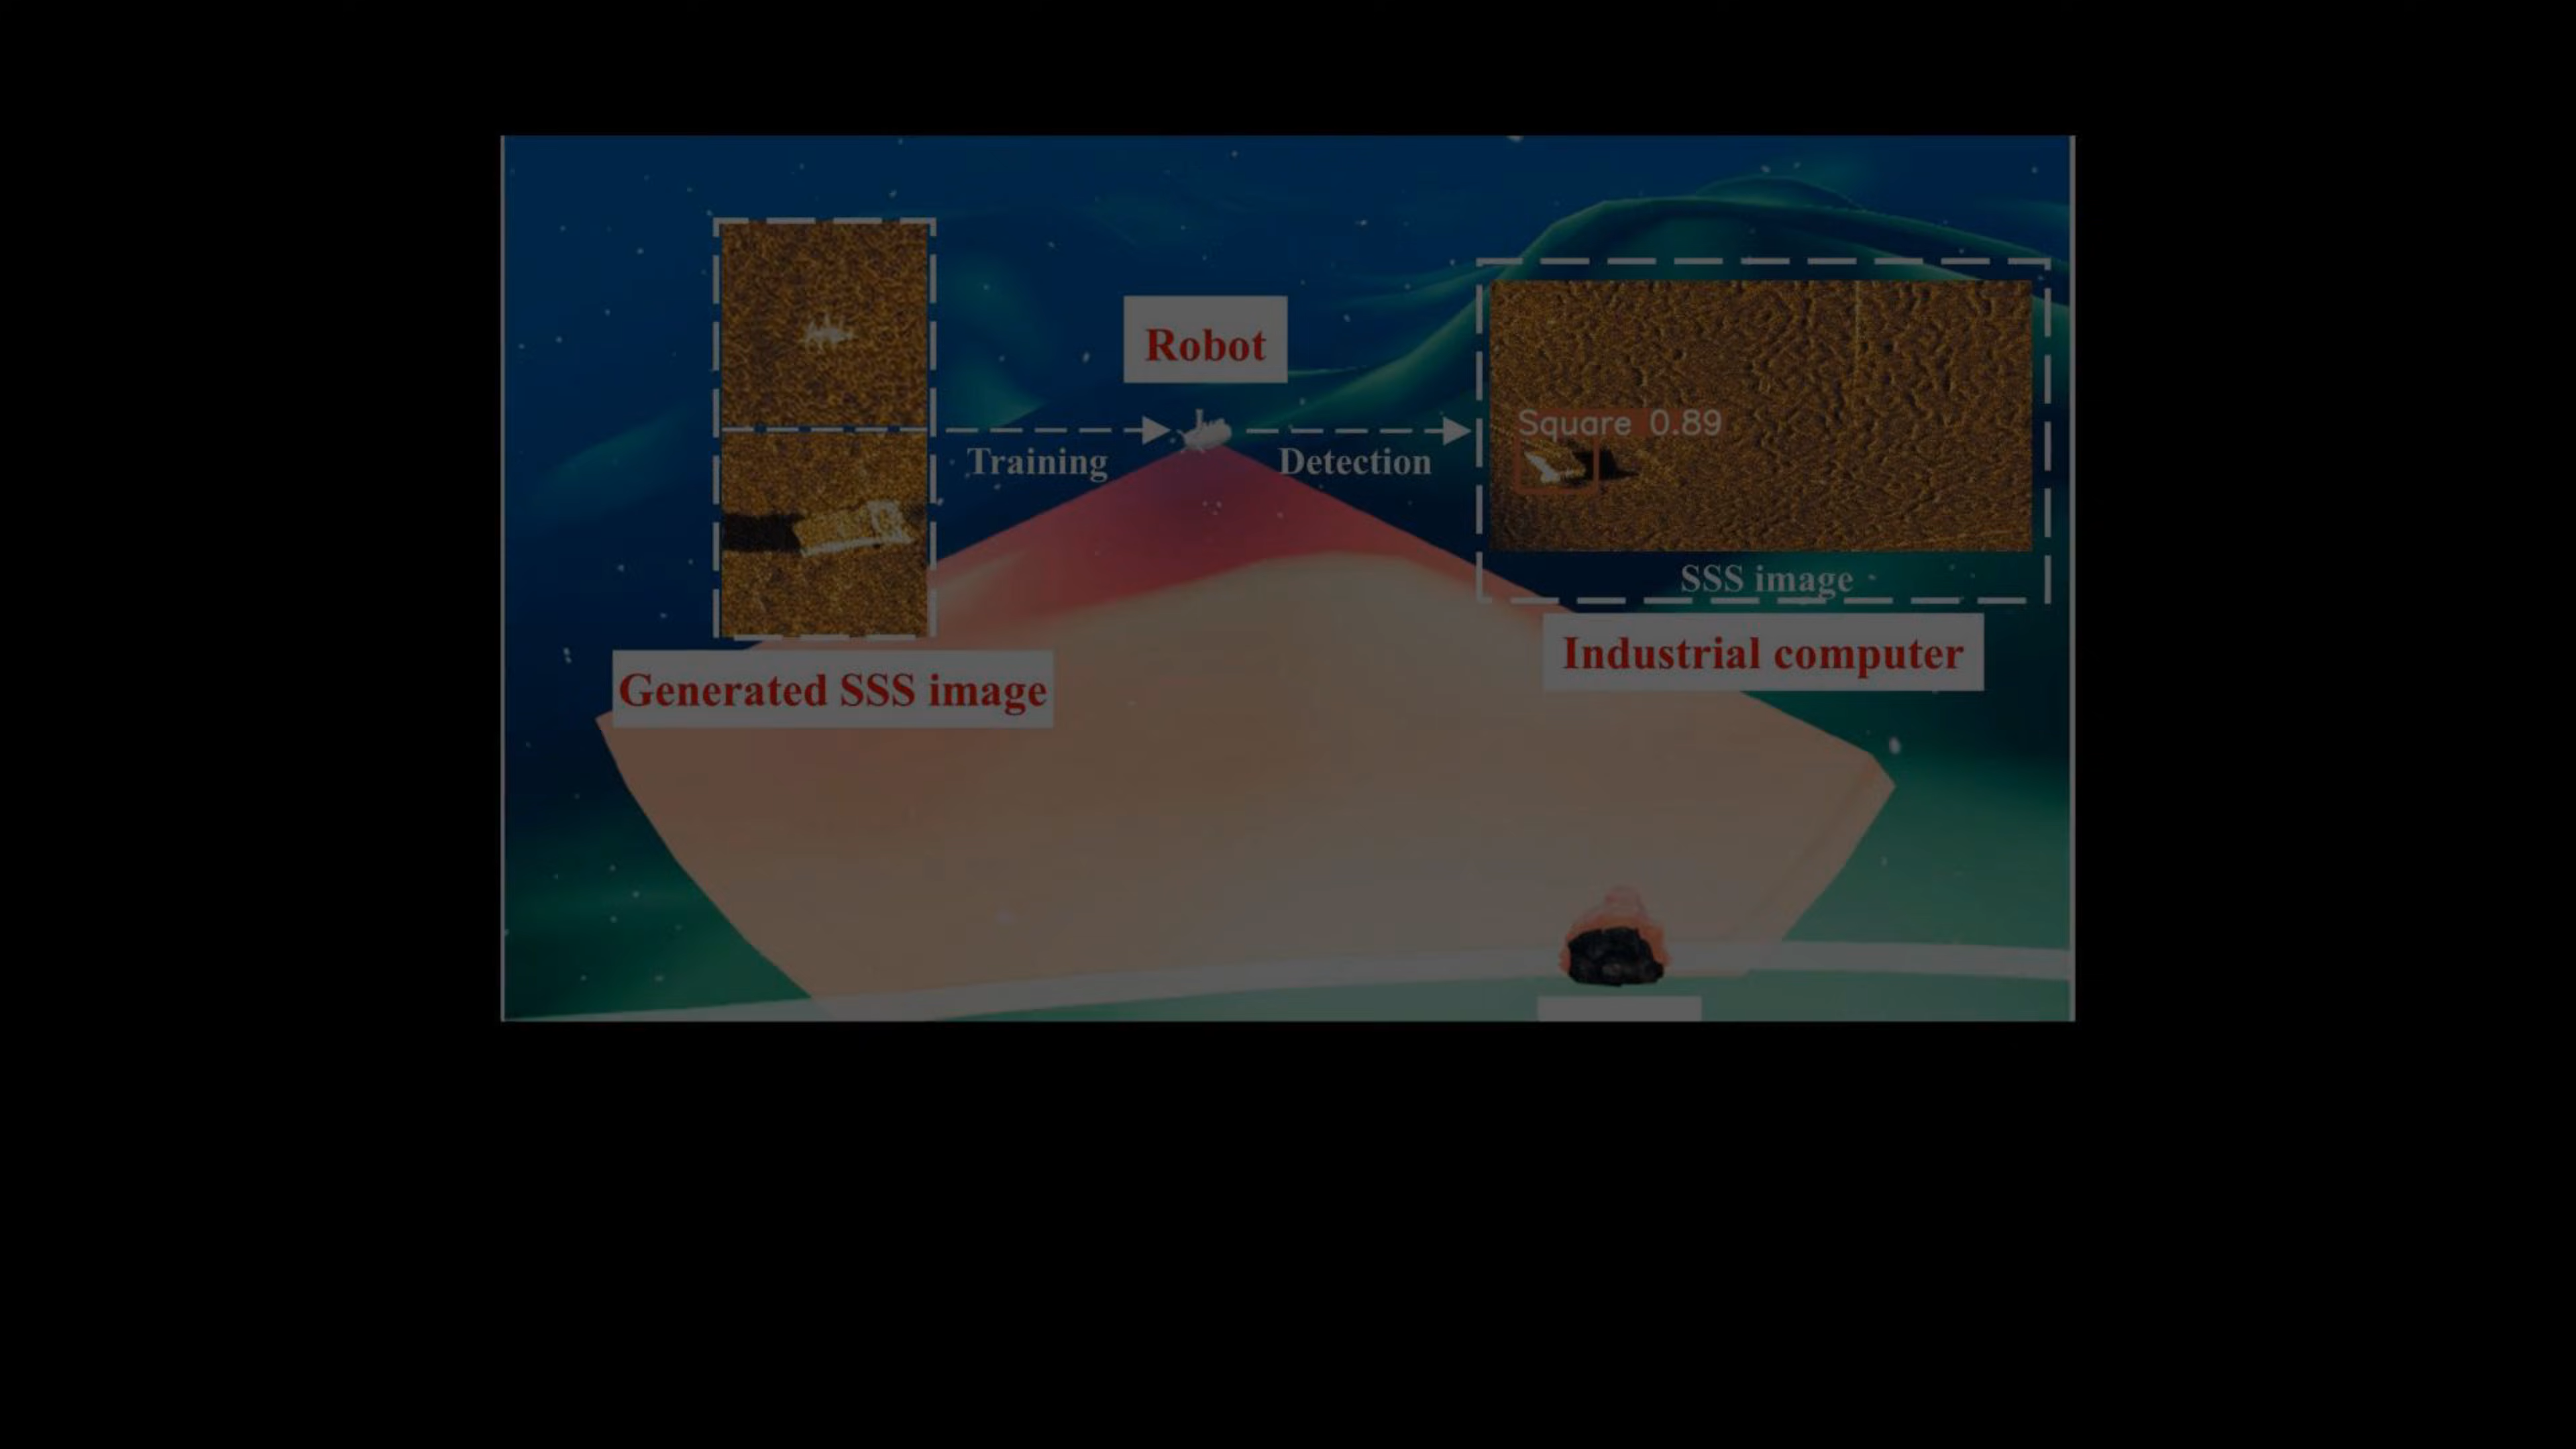 Robot
Square 0.89
Training
Detection
SSS image
Industrial computer
Generated SSS image